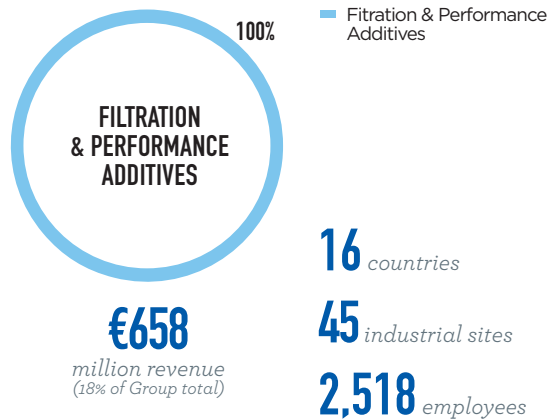 100%
Fitration & Performance
Additives
FILTRATION
& PERFORMANCE
ADDITIVES
€658
million revenue
(18% of Group total)
16 countries
45 industrial sites
2,518 employees